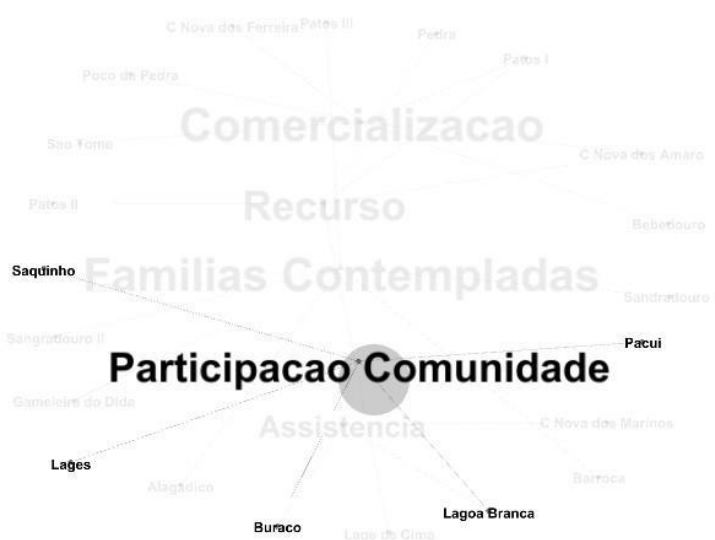 C Nova dos Ferreira Patos III
Pedra
Patos I
Poco de Pedra
Comercializacao
Sao Tome
C Nova dos Amaro
Patos II
Recurso
Bebedouro
Saquinho
Familias Contempladas
Sandradouro
Sangradouro II
Pacui
Participacao Comunidade
Gameleira do Dida
Assistencia
C Nova dos Marinos
Lages
Alagadico
Barroca
Lagoa Branca
Buraco
Lage de Cima